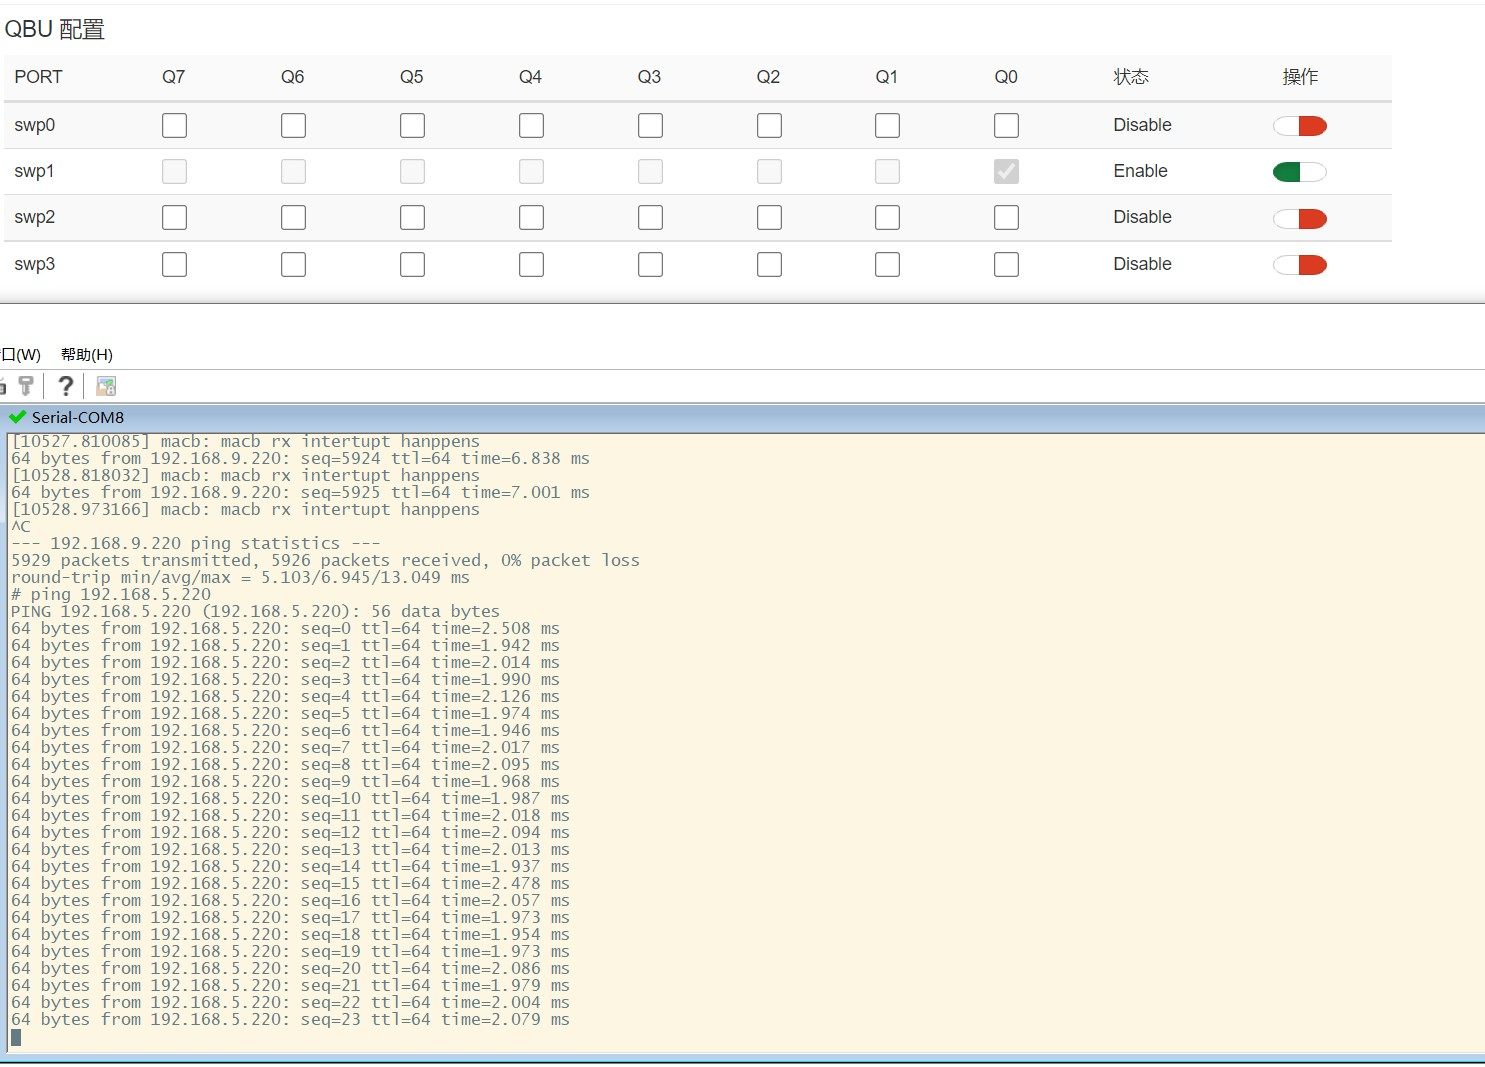 QBU 配置
PORT Q7 Q6 Q5 Q4 Q3 Q2 Q1 Q0 状态 操作
swp0 Disable
swp1 Enable
swp2 Disable
swp3 Disable
口(W) 帮助(H)
Serial-COM8
[10527.810085] macb: macb rx intertupt hanppens
64 bytes from 192.168.9.220: seq=5924 ttl=64 time=6.838 ms
[10528.818032] macb: macb rx intertupt hanppens
64 bytes from 192.168.9.220: seq=5925 ttl=64 time=7.001 ms
[10528.973166] macb: macb rx intertupt hanppens
^C
--- 192.168.9.220 ping statistics ---
5929 packets transmitted, 5926 packets received, 0% packet loss
round-trip min/avg/max = 5.103/6.945/13.049 ms
# ping 192.168.5.220
PING 192.168.5.220 (192.168.5.220): 56 data bytes
64 bytes from 192.168.5.220: seq=0 ttl=64 time=2.508 ms
64 bytes from 192.168.5.220: seq=1 ttl=64 time=1.942 ms
64 bytes from 192.168.5.220: seq=2 ttl=64 time=2.014 ms
64 bytes from 192.168.5.220: seq=3 ttl=64 time=1.990 ms
64 bytes from 192.168.5.220: seq=4 ttl=64 time=2.126 ms
64 bytes from 192.168.5.220: seq=5 ttl=64 time=1.974 ms
64 bytes from 192.168.5.220: seq=6 ttl=64 time=1.946 ms
64 bytes from 192.168.5.220: seq=7 ttl=64 time=2.017 ms
64 bytes from 192.168.5.220: seq=8 ttl=64 time=2.095 ms
64 bytes from 192.168.5.220: seq=9 ttl=64 time=1.968 ms
64 bytes from 192.168.5.220: seq=10 ttl=64 time=1.987 ms
64 bytes from 192.168.5.220: seq=11 ttl=64 time=2.018 ms
64 bytes from 192.168.5.220: seq=12 ttl=64 time=2.094 ms
64 bytes from 192.168.5.220: seq=13 ttl=64 time=2.013 ms
64 bytes from 192.168.5.220: seq=14 ttl=64 time=1.937 ms
64 bytes from 192.168.5.220: seq=15 ttl=64 time=2.478 ms
64 bytes from 192.168.5.220: seq=16 ttl=64 time=2.057 ms
64 bytes from 192.168.5.220: seq=17 ttl=64 time=1.973 ms
64 bytes from 192.168.5.220: seq=18 ttl=64 time=1.954 ms
64 bytes from 192.168.5.220: seq=19 ttl=64 time=1.973 ms
64 bytes from 192.168.5.220: seq=20 ttl=64 time=2.086 ms
64 bytes from 192.168.5.220: seq=21 ttl=64 time=1.979 ms
64 bytes from 192.168.5.220: seq=22 ttl=64 time=2.004 ms
64 bytes from 192.168.5.220: seq=23 ttl=64 time=2.079 ms